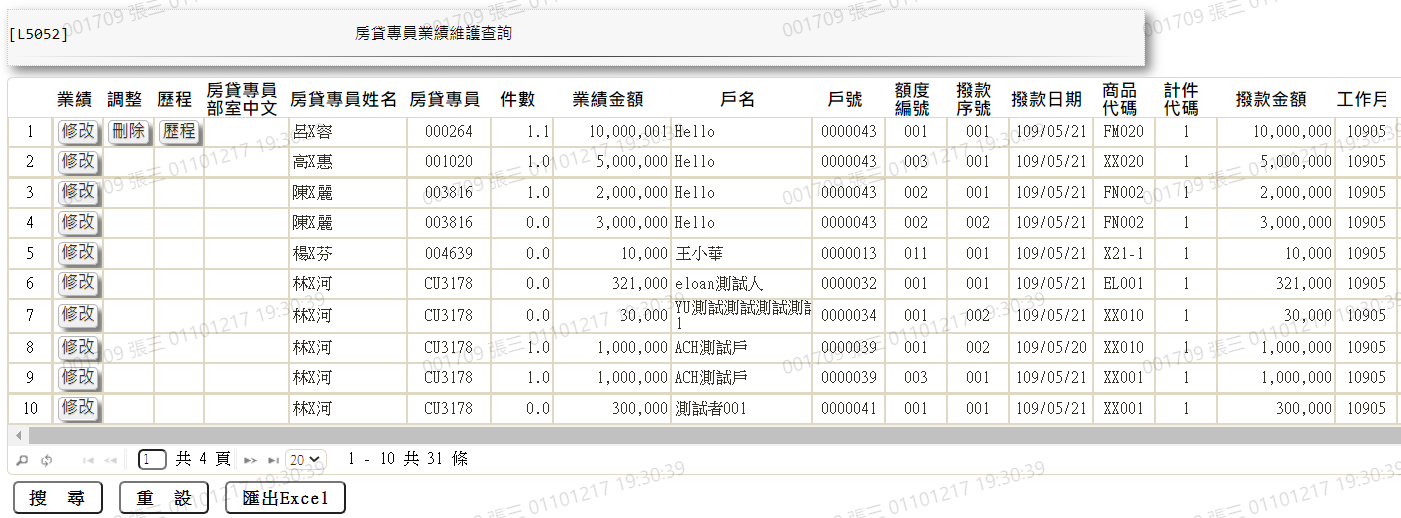 [L5052] 房貸專員業績維護查詢
業績 調整 歷程 房貸專員部室中文 房貸專員姓名 房貸專員 件數 業績金額 戶名 戶號 額度編號 撥款序號 撥款日期 商品代碼 計件代碼 撥款金額 工作月
1 修改 刪除 歷程 呂X容 000264 1.1 10,000,001 Hello 0000043 001 001 109/05/21 FM020 1 10,000,000 10905
2 修改 高X惠 001020 1.0 5,000,000 Hello 0000043 003 001 109/05/21 XX020 1 5,000,000 10905
3 修改 陳X麗 003816 1.0 2,000,000 Hello 0000043 002 001 109/05/21 FN002 1 2,000,000 10905
4 修改 陳X麗 003816 0.0 3,000,000 Hello 0000043 002 002 109/05/21 FN002 1 3,000,000 10905
5 修改 楊X芬 004639 0.0 10,000 王小華 0000013 011 001 109/05/21 X21-1 1 10,000 10905
6 修改 林X河 CU3178 0.0 321,000 eloan測試人 0000032 001 001 109/05/21 EL001 1 321,000 10905
7 修改 林X河 CU3178 0.0 30,000 YU測試測試測試測試1 0000034 001 002 109/05/21 XX010 1 30,000 10905
8 修改 林X河 CU3178 1.0 1,000,000 ACH測試戶 0000039 001 002 109/05/20 XX010 1 1,000,000 10905
9 修改 林X河 CU3178 1.0 1,000,000 ACH測試戶 0000039 003 001 109/05/21 XX001 1 1,000,000 10905
10 修改 林X河 CU3178 0.0 300,000 測試者001 0000041 001 001 109/05/21 XX001 1 300,000 10905
1 共 4 頁 20 1 - 10 共 31 條
搜 尋 重 設 匯出Excel
001709 張三 01101217 19:30:39